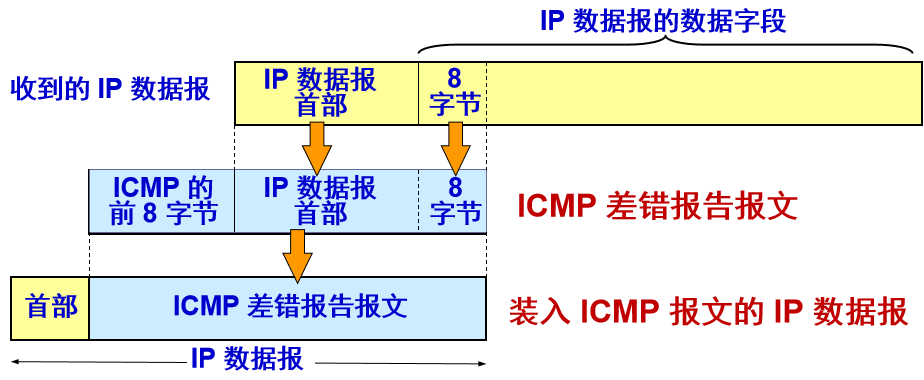 IP 数据报的数据字段
收到的 IP 数据报
IP 数据报
首部
8
字节
ICMP 的
前 8 字节
IP 数据报
首部
8
字节
ICMP 差错报告报文
首部
ICMP 差错报告报文
装入 ICMP 报文的 IP 数据报
IP 数据报